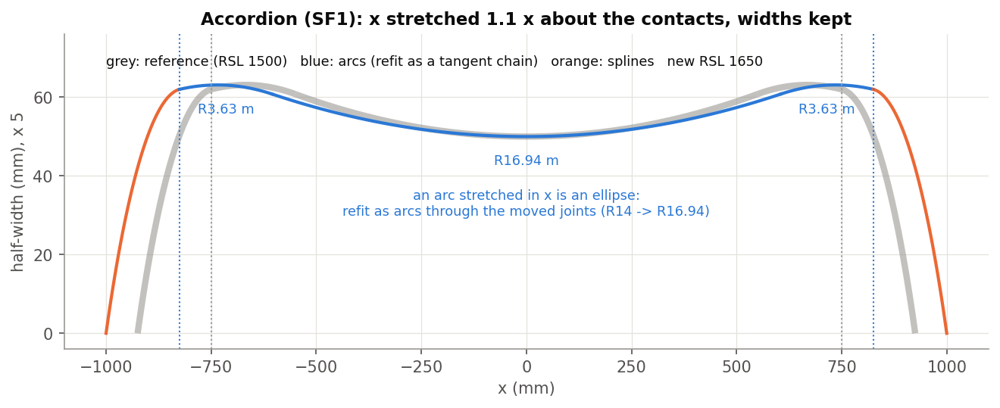 Accordion (SF1): x stretched 1.1 x about the contacts, widths kept
grey: reference (RSL 1500)   blue: arcs (refit as a tangent chain)   orange: splines   new RSL 1650
60
R3.63 m
R3.63 m
R16.94 m
40
an arc stretched in x is an ellipse:
refit as arcs through the moved joints (R14 -> R16.94)
20
0
half-width (mm), x 5
−1000
−750
−500
−250
0
250
500
750
1000
x (mm)